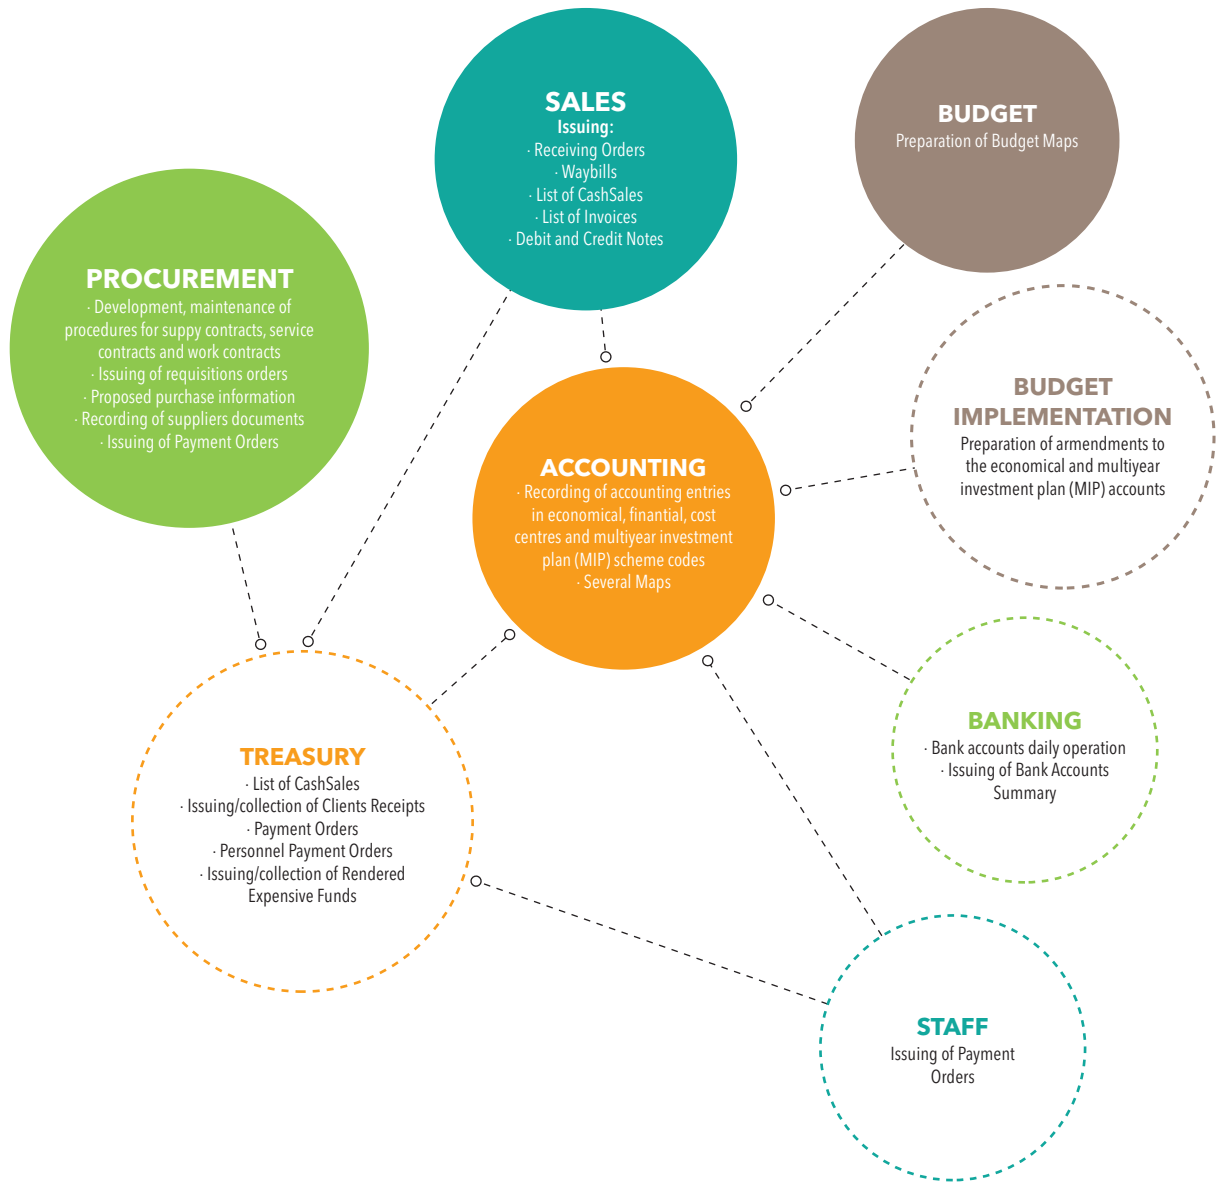 SALES
Issuing:
· Receiving Orders
· Waybills
· List of CashSales
· List of Invoices
· Debit and Credit Notes
BUDGET
Preparation of Budget Maps
PROCUREMENT
· Development, maintenance of
procedures for suppy contracts, service
contracts and work contracts
· Issuing of requisitions orders
· Proposed purchase information
· Recording of suppliers documents
· Issuing of Payment Orders
BUDGET
IMPLEMENTATION
Preparation of armendments to
the economical and multiyear
investment plan (MIP) accounts
ACCOUNTING
· Recording of accounting entries
in economical, finantial, cost
centres and multiyear investment
plan (MIP) scheme codes
· Several Maps
BANKING
· Bank accounts daily operation
· Issuing of Bank Accounts
Summary
TREASURY
· List of CashSales
· Issuing/collection of Clients Receipts
· Payment Orders
· Personnel Payment Orders
· Issuing/collection of Rendered
Expensive Funds
STAFF
Issuing of Payment
Orders